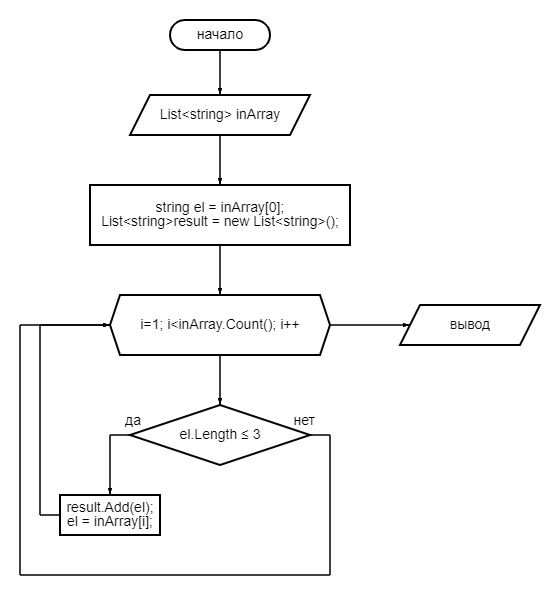 начало
List<string> inArray
string el = inArray[0];
List<string>result = new List<string>();
i=1; i<inArray.Count(); i++
вывод
да
нет
el.Length ≤ 3
result.Add(el);
el = inArray[i];